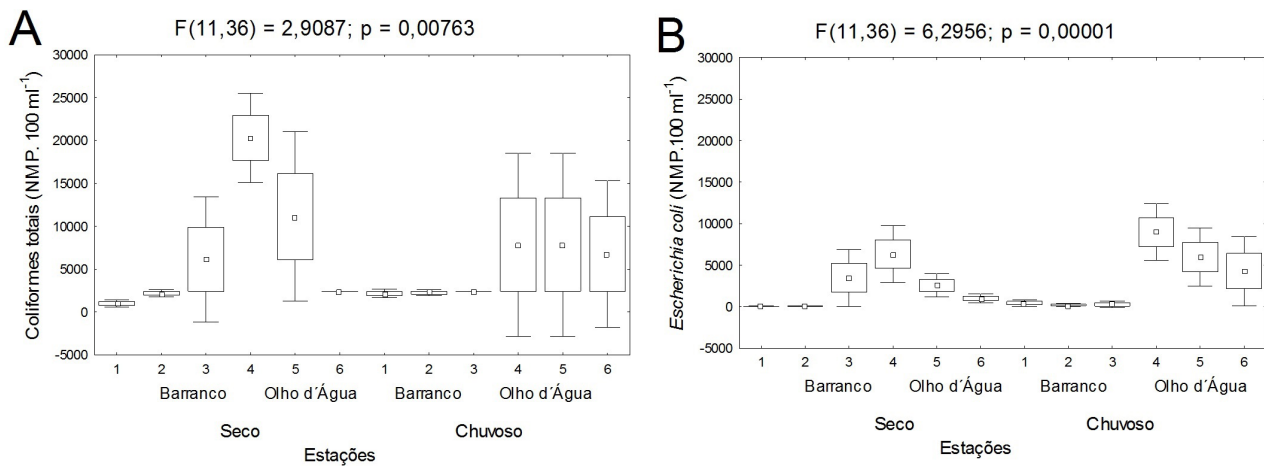 A
F(11,36) = 2,9087; p = 0,00763
Coliformes totais (NMP. 100 ml⁻¹)
30000
25000
20000
15000
10000
5000
0
-5000
1 2 3 4 5 6 1 2 3 4 5 6
Barranco Olho d´Água Barranco Olho d´Água
Seco Chuvoso
Estações
B
F(11,36) = 6,2956; p = 0,00001
Escherichia coli (NMP.100 ml⁻¹)
30000
25000
20000
15000
10000
5000
0
-5000
1 2 3 4 5 6 1 2 3 4 5 6
Barranco Olho d´Água Barranco Olho d´Água
Seco Chuvoso
Estações